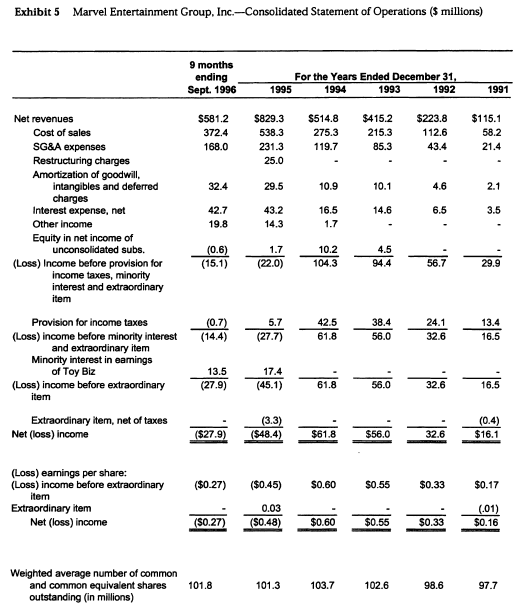 Exhibit 5 Marvel Entertainment Group, Inc.—Consolidated Statement of Operations ($ millions)
9 months
ending For the Years Ended December 31,
Sept. 1996 1995 1994 1993 1992 1991
Net revenues $581.2 $829.3 $514.8 $415.2 $223.8 $115.1
Cost of sales 372.4 538.3 275.3 215.3 112.6 58.2
SG&A expenses 168.0 231.3 119.7 85.3 43.4 21.4
Restructuring charges 25.0 - - - -
Amortization of goodwill,
intangibles and deferred 32.4 29.5 10.9 10.1 4.6 2.1
charges
Interest expense, net 42.7 43.2 16.5 14.6 6.5 3.5
Other income 19.8 14.3 1.7 - - -
Equity in net income of
unconsolidated subs. (0.6) 1.7 10.2 4.5 - -
(Loss) Income before provision for (15.1) (22.0) 104.3 94.4 56.7 29.9
income taxes, minority
interest and extraordinary
item
Provision for income taxes (0.7) 5.7 42.5 38.4 24.1 13.4
(Loss) income before minority interest (14.4) (27.7) 61.8 56.0 32.6 16.5
and extraordinary item
Minority interest in earnings
of Toy Biz 13.5 17.4 - - - -
(Loss) income before extraordinary (27.9) (45.1) 61.8 56.0 32.6 16.5
item
Extraordinary item, net of taxes - (3.3) - - - (0.4)
Net (loss) income ($27.9) ($48.4) $61.8 $56.0 32.6 $16.1
(Loss) earnings per share:
(Loss) income before extraordinary ($0.27) ($0.45) $0.60 $0.55 $0.33 $0.17
item
Extraordinary item - 0.03 - - - (.01)
Net (loss) income ($0.27) ($0.48) $0.60 $0.55 $0.33 $0.16
Weighted average number of common
and common equivalent shares 101.8 101.3 103.7 102.6 98.6 97.7
outstanding (in millions)